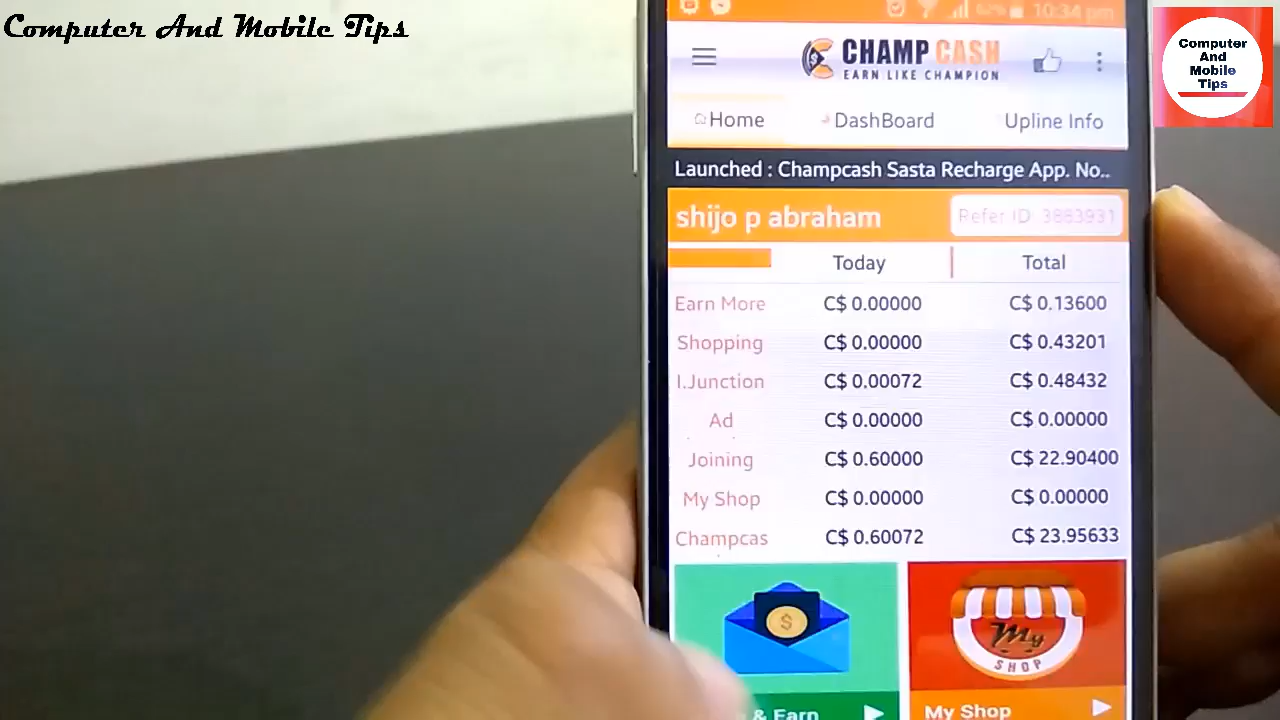 Computer And Mobile Tips
Computer
And
Mobile
Tips
62% 10:34 pm
CHAMP CASH
EARN LIKE CHAMPION
Home DashBoard Upline Info
Launched : Champcash Sasta Recharge App. No..
shijo p abraham Refer ID: 3883931
Today Total
Earn More C$ 0.00000 C$ 0.13600
Shopping C$ 0.00000 C$ 0.43201
I.Junction C$ 0.00072 C$ 0.48432
Ad C$ 0.00000 C$ 0.00000
Joining C$ 0.60000 C$ 22.90400
My Shop C$ 0.00000 C$ 0.00000
Champcas C$ 0.60072 C$ 23.95633
My
SHOP
& Earn My Shop